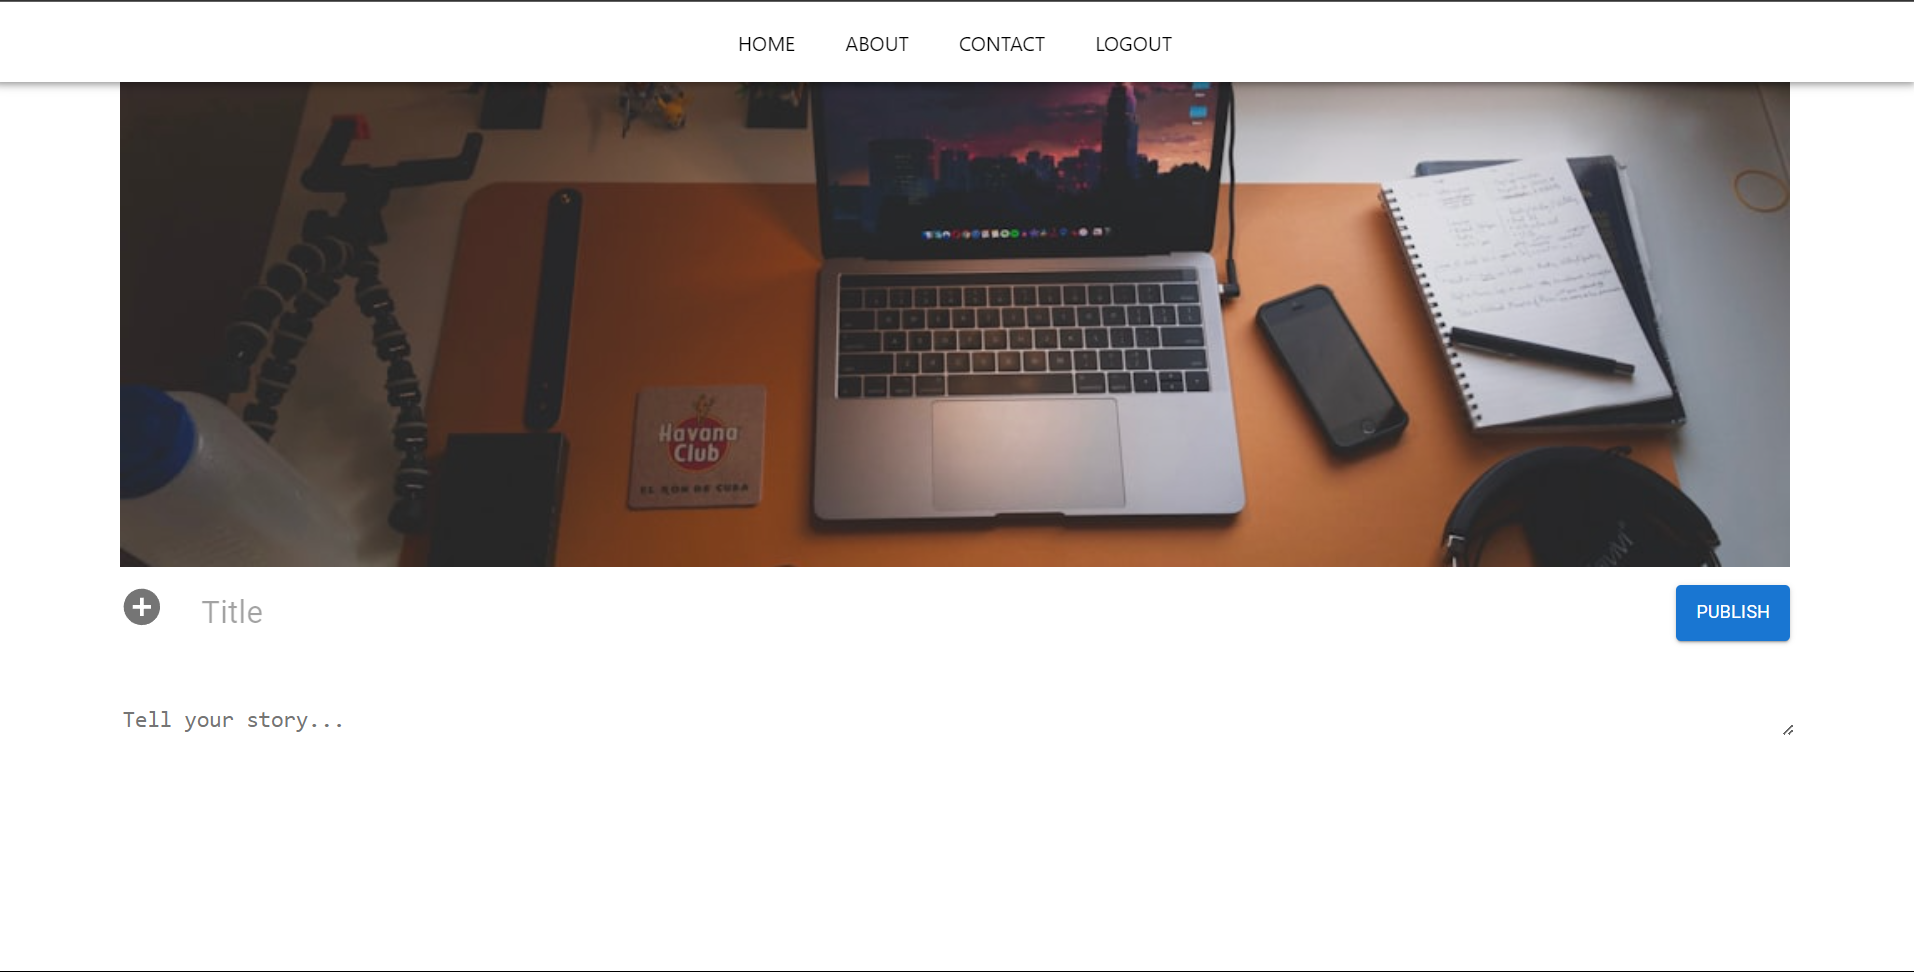 HOME ABOUT CONTACT LOGOUT
Havana
Club
EL RON DE CUBA
Title
PUBLISH
Tell your story...